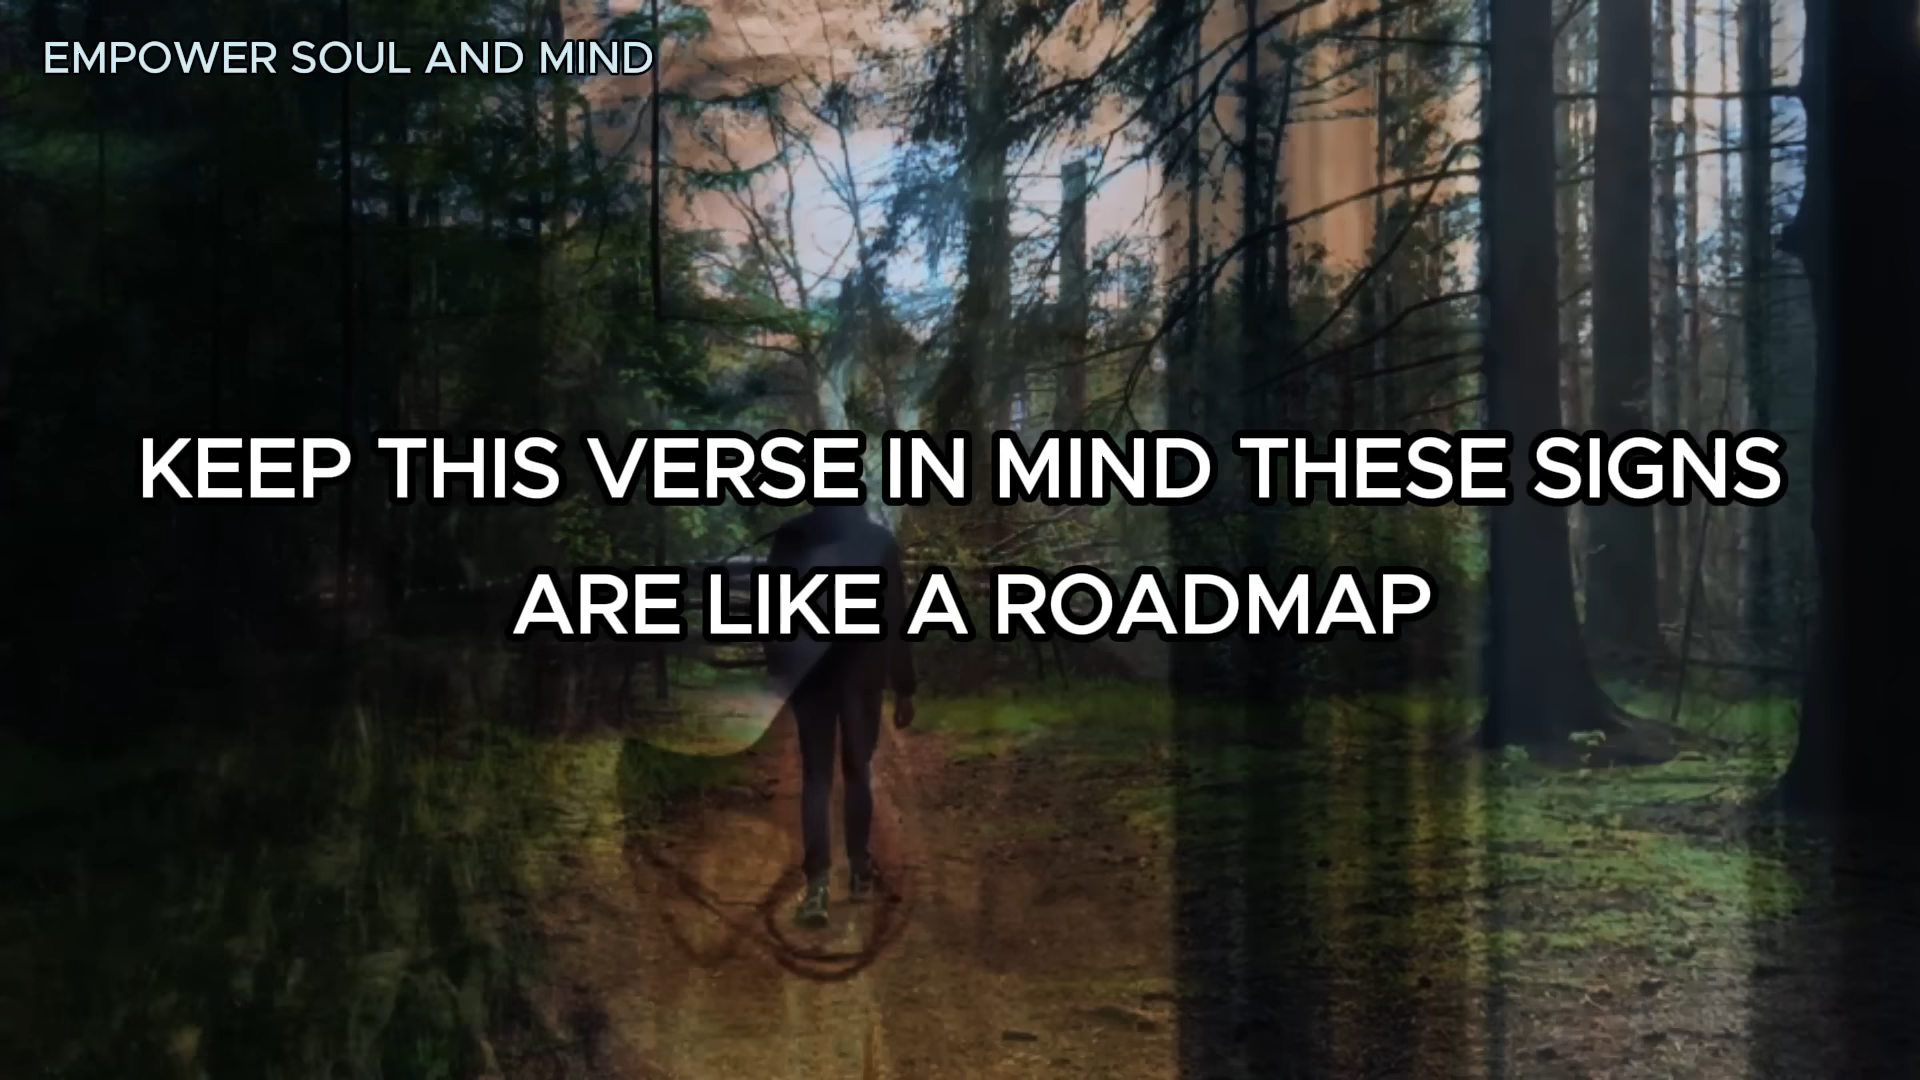 EMPOWER SOUL AND MIND
KEEP THIS VERSE IN MIND THESE SIGNS
ARE LIKE A ROADMAP